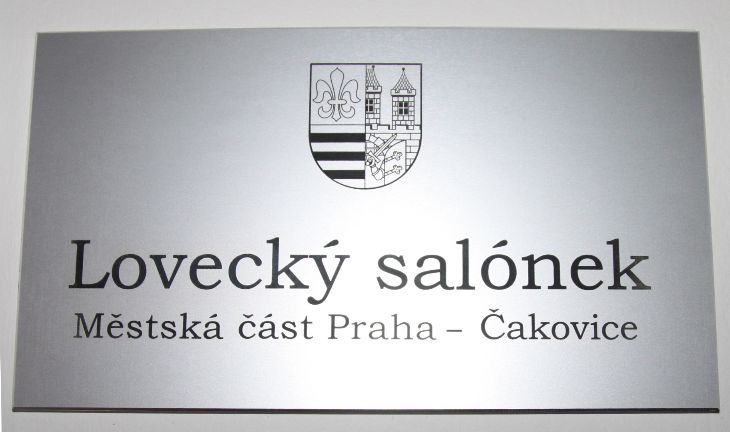 Lovecký salónek
Městská část Praha – Čakovice